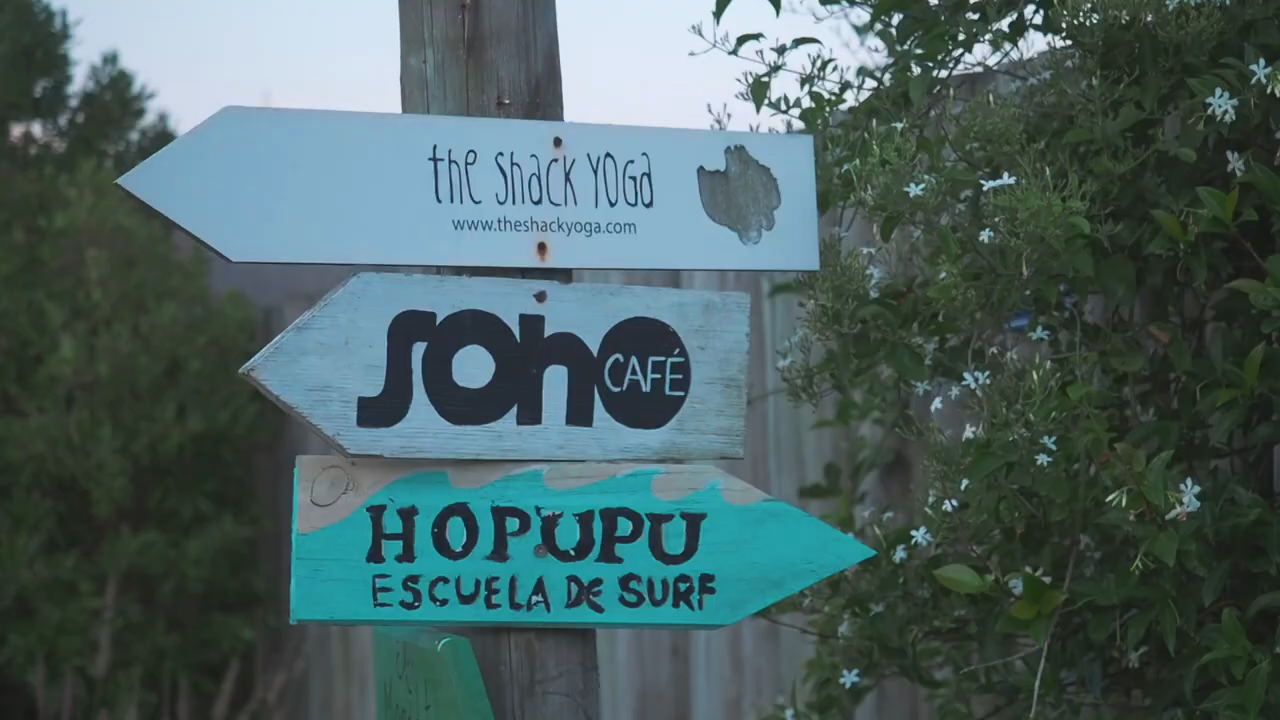 the Shack YOGa
www.theshackyoga.com
soho CAFÉ
HOPUPU
ESCUELA DE SURF